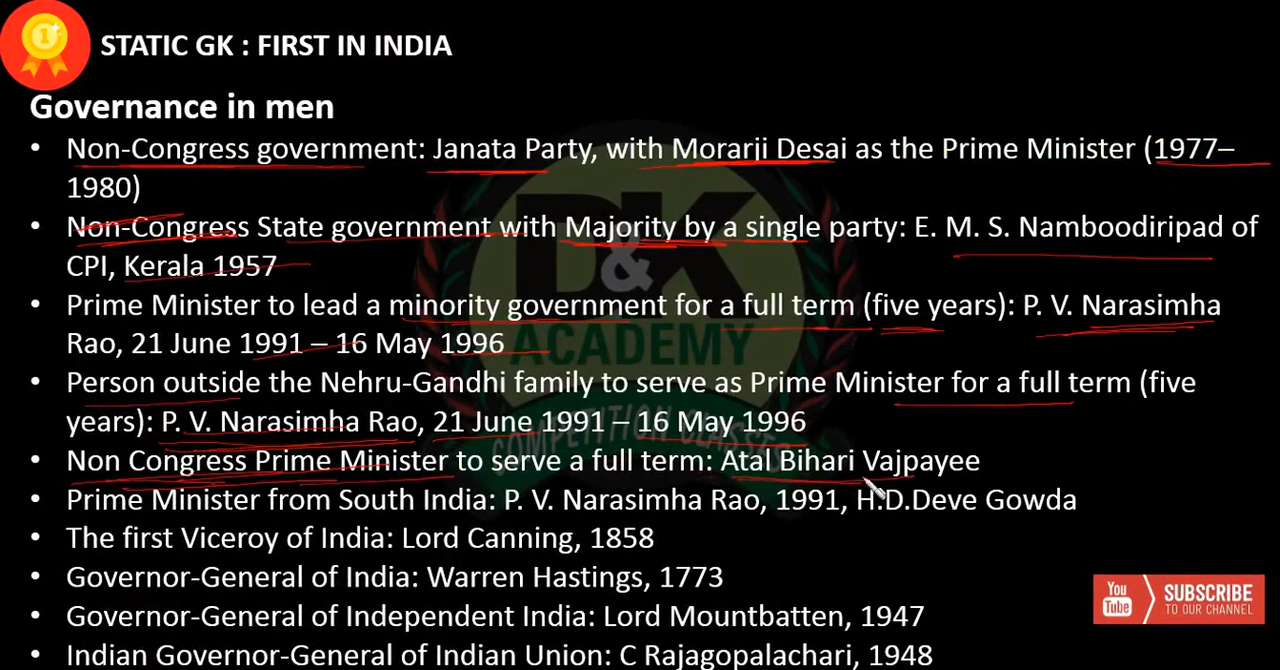 STATIC GK : FIRST IN INDIA
Governance in men
• Non-Congress government: Janata Party, with Morarji Desai as the Prime Minister (1977–
1980)
• Non-Congress State government with Majority by a single party: E. M. S. Namboodiripad of
CPI, Kerala 1957
• Prime Minister to lead a minority government for a full term (five years): P. V. Narasimha
Rao, 21 June 1991 – 16 May 1996
• Person outside the Nehru-Gandhi family to serve as Prime Minister for a full term (five
years): P. V. Narasimha Rao, 21 June 1991 – 16 May 1996
• Non Congress Prime Minister to serve a full term: Atal Bihari Vajpayee
• Prime Minister from South India: P. V. Narasimha Rao, 1991, H.D.Deve Gowda
• The first Viceroy of India: Lord Canning, 1858
• Governor-General of India: Warren Hastings, 1773
• Governor-General of Independent India: Lord Mountbatten, 1947
• Indian Governor-General of Indian Union: C Rajagopalachari, 1948
1
D&K
ACADEMY
COMPETITION CLASSES
You
Tube
SUBSCRIBE
TO OUR CHANNEL